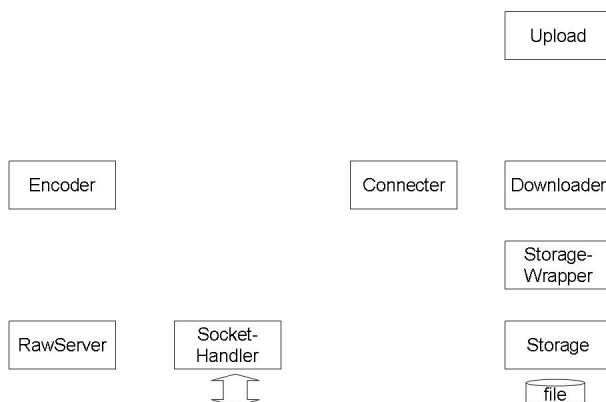 Upload
Encoder
Connecter
Downloader
Storage-
Wrapper
RawServer
Socket-
Handler
Storage
file